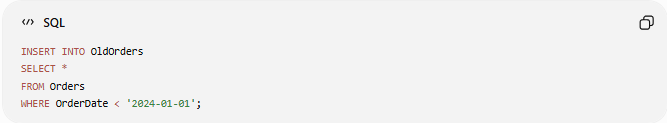 SQL
INSERT INTO OldOrders
SELECT *
FROM Orders
WHERE OrderDate < '2024-01-01';